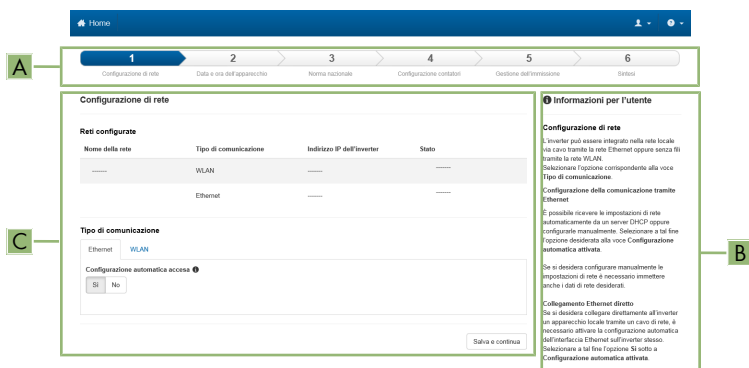 Home
A
1 2 3 4 5 6
Configurazione di rete Data e ora dell'apparecchio Norma nazionale Configurazione contatori Gestione dell'immissione Sintesi
Configurazione di rete
Reti configurate
Nome della rete Tipo di comunicazione Indirizzo IP dell'inverter Stato
------- WLAN ------- -------
Ethernet ------- -------
C
Tipo di comunicazione
Ethernet WLAN
Configurazione automatica accesa
Sì No
Salva e continua
Informazioni per l'utente
Configurazione di rete
L'inverter può essere integrato nella rete locale
via cavo tramite la rete Ethernet oppure senza fili
tramite la rete WLAN.
Selezionare l'opzione corrispondente alla voce
Tipo di comunicazione.
Configurazione della comunicazione tramite
Ethernet
È possibile ricevere le impostazioni di rete
automaticamente da un server DHCP oppure
configurarle manualmente. Selezionare a tal fine
l'opzione desiderata alla voce Configurazione
automatica attivata.
B
Se si desidera configurare manualmente le
impostazioni di rete è necessario immettere
anche i dati di rete desiderati.
Collegamento Ethernet diretto
Se si desidera collegare direttamente all'inverter
un apparecchio locale tramite un cavo di rete, è
necessario attivare la configurazione automatica
dell'interfaccia Ethernet sull'inverter stesso.
Selezionare a tal fine l'opzione Sì sotto a
Configurazione automatica attivata.